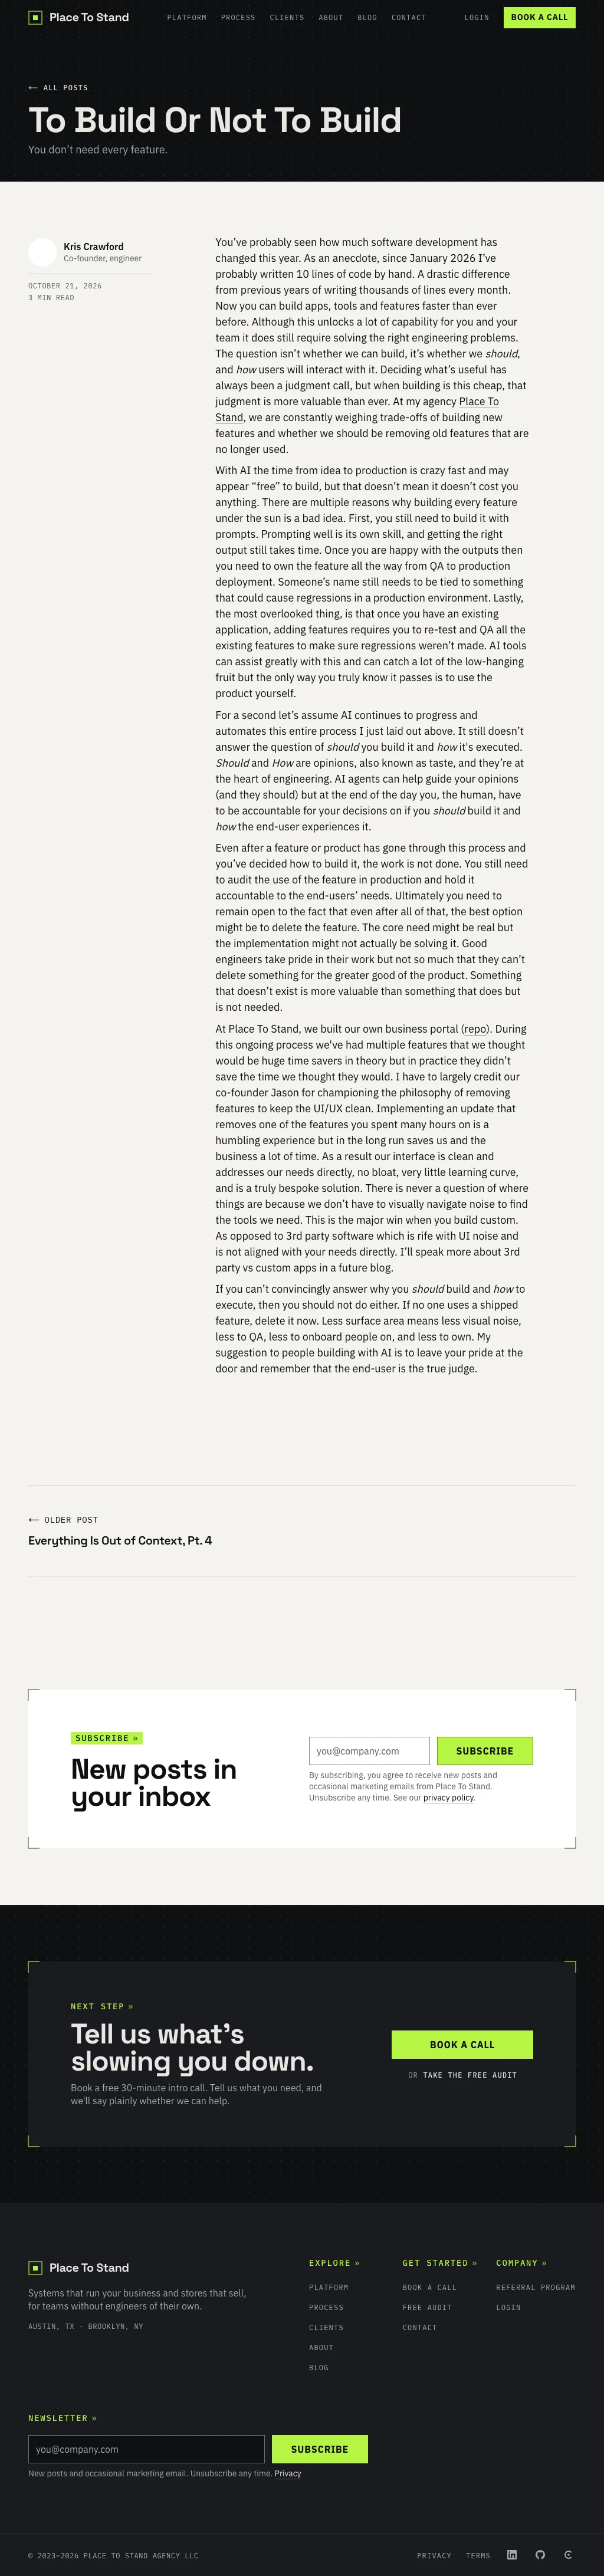 Place To Stand
PLATFORM PROCESS CLIENTS ABOUT BLOG CONTACT LOGIN BOOK A CALL
← ALL POSTS
To Build Or Not To Build
You don’t need every feature.
Kris Crawford
Co-founder, engineer
OCTOBER 21, 2026
3 MIN READ
You’ve probably seen how much software development has
changed this year. As an anecdote, since January 2026 I’ve
probably written 10 lines of code by hand. A drastic difference
from previous years of writing thousands of lines every month.
Now you can build apps, tools and features faster than ever
before. Although this unlocks a lot of capability for you and your
team it does still require solving the right engineering problems.
The question isn’t whether we can build, it’s whether we should,
and how users will interact with it. Deciding what’s useful has
always been a judgment call, but when building is this cheap, that
judgment is more valuable than ever. At my agency Place To
Stand, we are constantly weighing trade-offs of building new
features and whether we should be removing old features that are
no longer used.
With AI the time from idea to production is crazy fast and may
appear “free” to build, but that doesn’t mean it doesn’t cost you
anything. There are multiple reasons why building every feature
under the sun is a bad idea. First, you still need to build it with
prompts. Prompting well is its own skill, and getting the right
output still takes time. Once you are happy with the outputs then
you need to own the feature all the way from QA to production
deployment. Someone’s name still needs to be tied to something
that could cause regressions in a production environment. Lastly,
the most overlooked thing, is that once you have an existing
application, adding features requires you to re-test and QA all the
existing features to make sure regressions weren’t made. AI tools
can assist greatly with this and can catch a lot of the low-hanging
fruit but the only way you truly know it passes is to use the
product yourself.
For a second let’s assume AI continues to progress and
automates this entire process I just laid out above. It still doesn’t
answer the question of should you build it and how it's executed.
Should and How are opinions, also known as taste, and they’re at
the heart of engineering. AI agents can help guide your opinions
(and they should) but at the end of the day you, the human, have
to be accountable for your decisions on if you should build it and
how the end-user experiences it.
Even after a feature or product has gone through this process and
you’ve decided how to build it, the work is not done. You still need
to audit the use of the feature in production and hold it
accountable to the end-users’ needs. Ultimately you need to
remain open to the fact that even after all of that, the best option
might be to delete the feature. The core need might be real but
the implementation might not actually be solving it. Good
engineers take pride in their work but not so much that they can’t
delete something for the greater good of the product. Something
that doesn’t exist is more valuable than something that does but
is not needed.
At Place To Stand, we built our own business portal (repo). During
this ongoing process we've had multiple features that we thought
would be huge time savers in theory but in practice they didn’t
save the time we thought they would. I have to largely credit our
co-founder Jason for championing the philosophy of removing
features to keep the UI/UX clean. Implementing an update that
removes one of the features you spent many hours on is a
humbling experience but in the long run saves us and the
business a lot of time. As a result our interface is clean and
addresses our needs directly, no bloat, very little learning curve,
and is a truly bespoke solution. There is never a question of where
things are because we don’t have to visually navigate noise to find
the tools we need. This is the major win when you build custom.
As opposed to 3rd party software which is rife with UI noise and
is not aligned with your needs directly. I’ll speak more about 3rd
party vs custom apps in a future blog.
If you can’t convincingly answer why you should build and how to
execute, then you should not do either. If no one uses a shipped
feature, delete it now. Less surface area means less visual noise,
less to QA, less to onboard people on, and less to own. My
suggestion to people building with AI is to leave your pride at the
door and remember that the end-user is the true judge.
← OLDER POST
Everything Is Out of Context, Pt. 4
SUBSCRIBE »
New posts in
your inbox
you@company.com
SUBSCRIBE
By subscribing, you agree to receive new posts and
occasional marketing emails from Place To Stand.
Unsubscribe any time. See our privacy policy.
NEXT STEP »
Tell us what’s
slowing you down.
Book a free 30-minute intro call. Tell us what you need, and
we'll say plainly whether we can help.
BOOK A CALL
OR TAKE THE FREE AUDIT
Place To Stand
Systems that run your business and stores that sell,
for teams without engineers of their own.
AUSTIN, TX · BROOKLYN, NY
EXPLORE »
PLATFORM
PROCESS
CLIENTS
ABOUT
BLOG
GET STARTED »
BOOK A CALL
FREE AUDIT
CONTACT
COMPANY »
REFERRAL PROGRAM
LOGIN
NEWSLETTER »
you@company.com
SUBSCRIBE
New posts and occasional marketing email. Unsubscribe any time. Privacy
© 2023–2026 PLACE TO STAND AGENCY LLC
PRIVACY TERMS